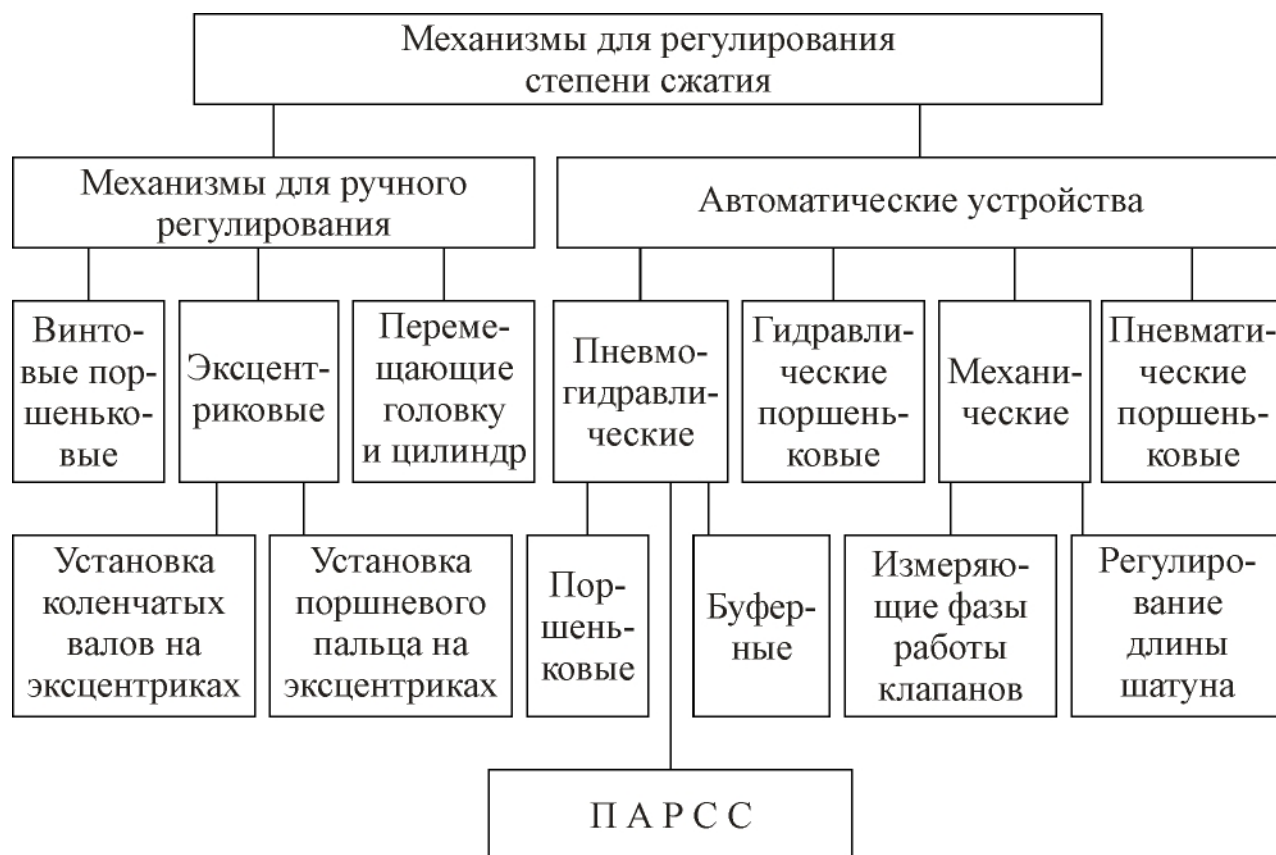 Механизмы для регулирования
степени сжатия
Механизмы для ручного
регулирования
Автоматические устройства
Винто-
вые пор-
шенько-
вые
Эксцент-
риковые
Переме-
щающие
головку
и цилиндр
Пневмо-
гидравли-
ческие
Гидравли-
ческие
поршень-
ковые
Механи-
ческие
Пневмати-
ческие
поршень-
ковые
Установка
коленчатых
валов на
эксцентриках
Установка
поршневого
пальца на
эксцентриках
Пор-
шень-
ковые
Буфер-
ные
Измеряю-
щие фазы
работы
клапанов
Регулиро-
вание
длины
шатуна
П А Р С С